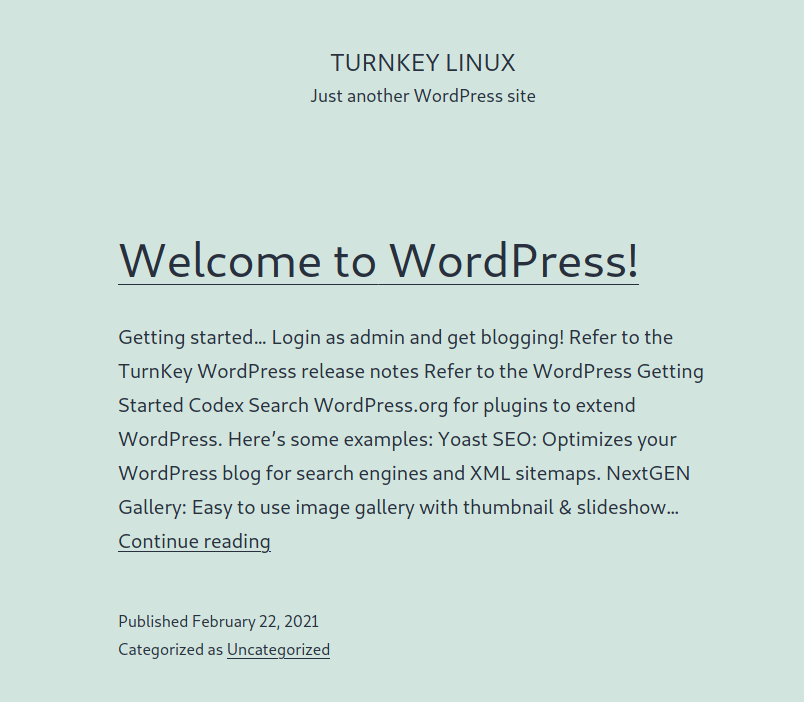 TURNKEY LINUX
Just another WordPress site
Welcome to WordPress!
Getting started… Login as admin and get blogging! Refer to the
TurnKey WordPress release notes Refer to the WordPress Getting
Started Codex Search WordPress.org for plugins to extend
WordPress. Here’s some examples: Yoast SEO: Optimizes your
WordPress blog for search engines and XML sitemaps. NextGEN
Gallery: Easy to use image gallery with thumbnail & slideshow…
Continue reading
Published February 22, 2021
Categorized as Uncategorized